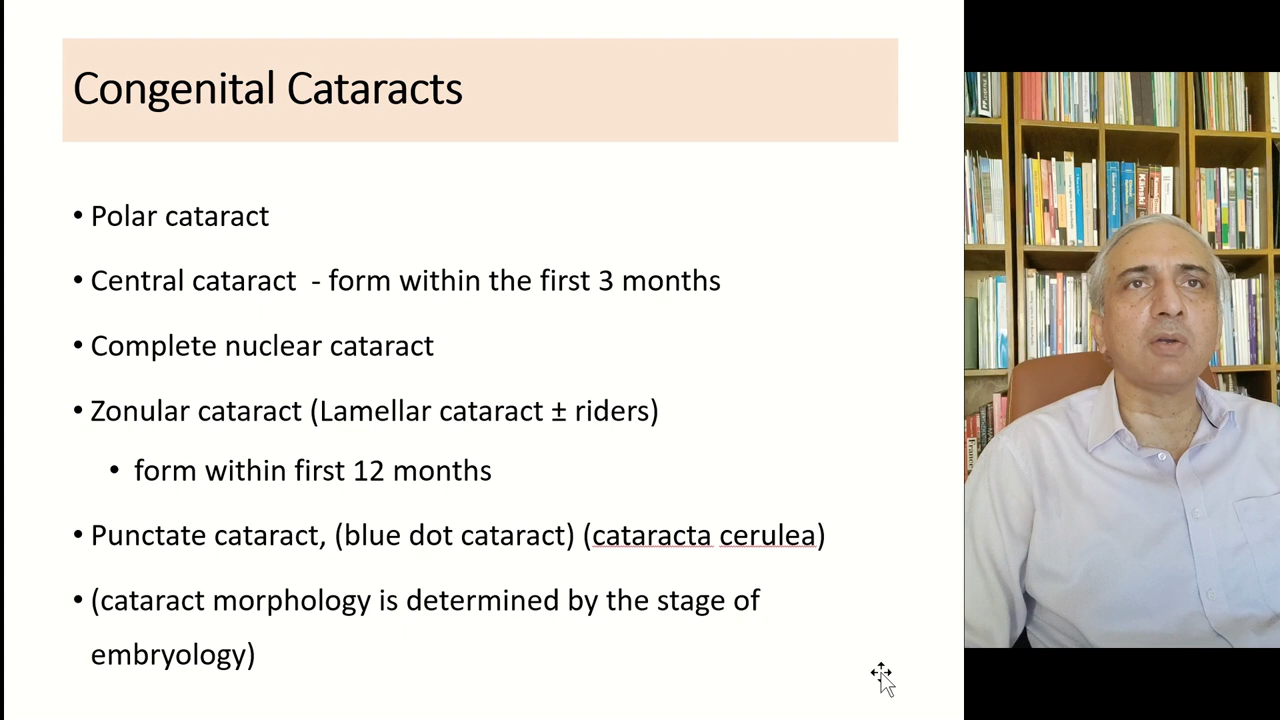 Congenital Cataracts
• Polar cataract
• Central cataract - form within the first 3 months
• Complete nuclear cataract
• Zonular cataract (Lamellar cataract ± riders)
• form within first 12 months
• Punctate cataract, (blue dot cataract) (cataracta cerulea)
• (cataract morphology is determined by the stage of
embryology)
Kanski